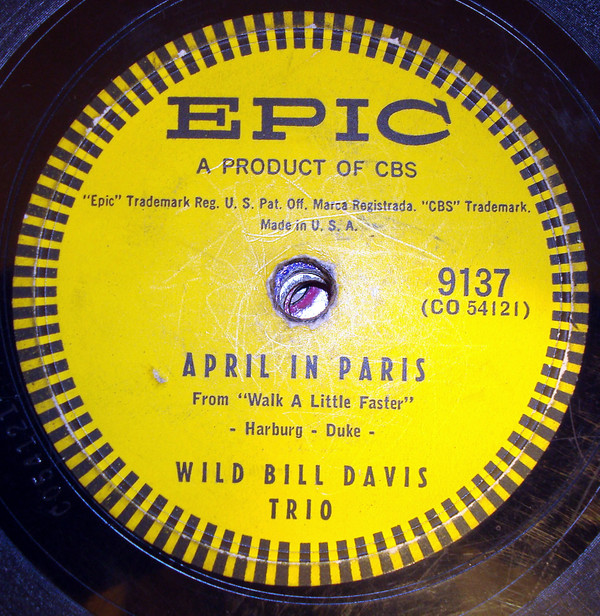 EPIC
A PRODUCT OF CBS
"Epic" Trademark Reg. U. S. Pat. Off. Marca Registrada. "CBS" Trademark.
Made in U. S. A.
9137
(CO 54121)
APRIL IN PARIS
From "Walk A Little Faster"
- Harburg - Duke -
WILD BILL DAVIS
TRIO